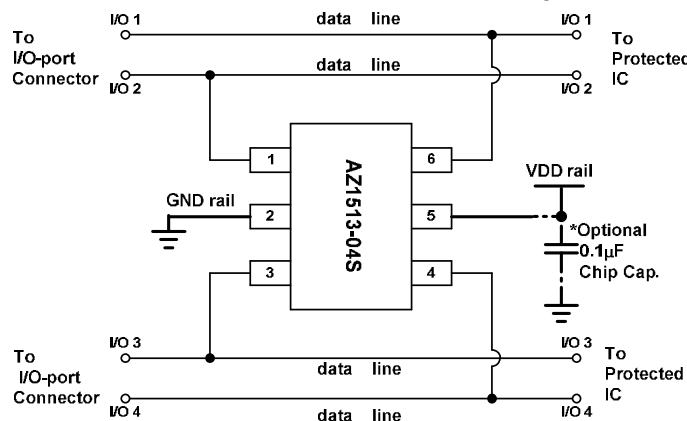 I/O 1 data line I/O 1
To I/O-port Connector
To Protected IC
I/O 2 data line I/O 2
AZ1513-04S
1
6
GND rail
2
5
VDD rail
*Optional
0.1μF
Chip Cap.
3
4
I/O 3 data line I/O 3
To I/O-port Connector
To Protected IC
I/O 4 data line I/O 4